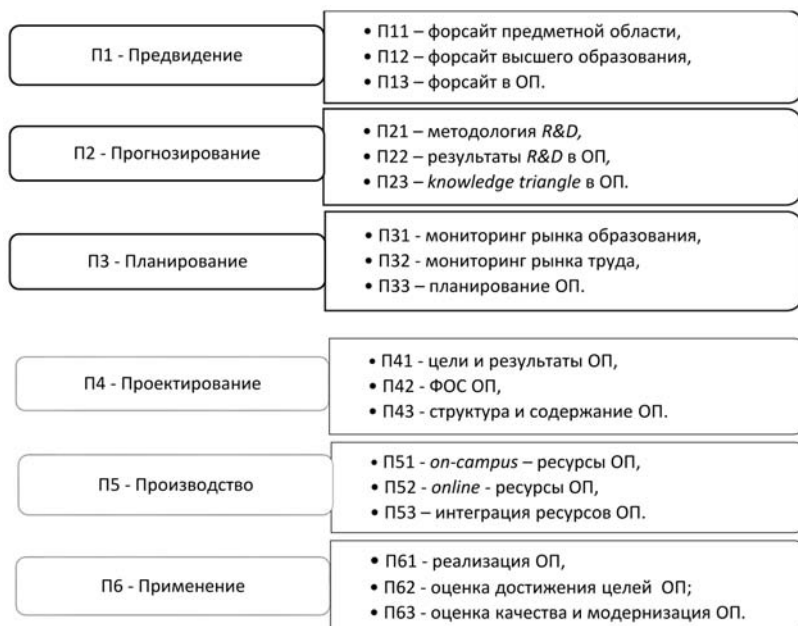 П1 - Предвидение
• П11 – форсайт предметной области,
• П12 – форсайт высшего образования,
• П13 – форсайт в ОП.
П2 - Прогнозирование
• П21 – методология R&D,
• П22 – результаты R&D в ОП,
• П23 – knowledge triangle в ОП.
П3 - Планирование
• П31 - мониторинг рынка образования,
• П32 - мониторинг рынка труда,
• П33 – планирование ОП.
П4 - Проектирование
• П41 - цели и результаты ОП,
• П42 - ФОС ОП,
• П43 - структура и содержание ОП.
П5 - Производство
• П51 - on-campus – ресурсы ОП,
• П52 - online - ресурсы ОП,
• П53 – интеграция ресурсов ОП.
П6 - Применение
• П61 - реализация ОП,
• П62 - оценка достижения целей ОП;
• П63 - оценка качества и модернизация ОП.